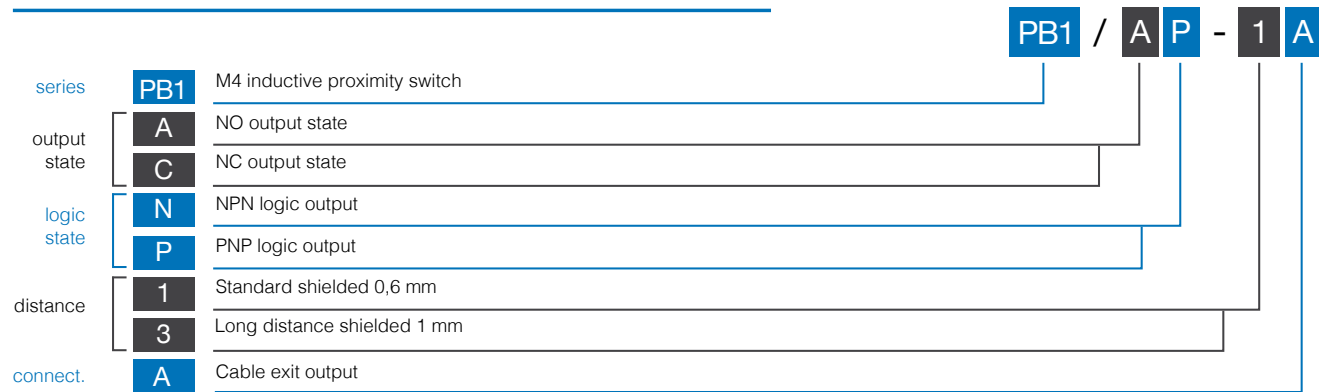 PB1 / A P - 1 A
series PB1 M4 inductive proximity switch
output state
A NO output state
C NC output state
logic state
N NPN logic output
P PNP logic output
distance
1 Standard shielded 0,6 mm
3 Long distance shielded 1 mm
connect. A Cable exit output